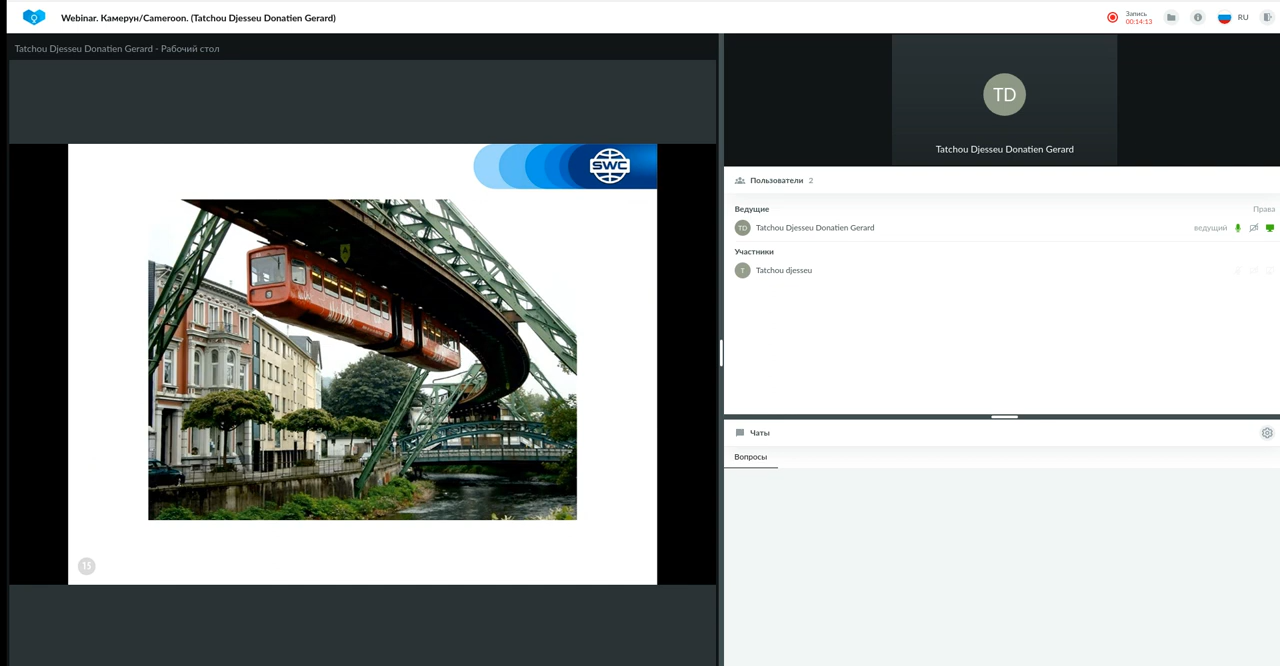 Webinar. Камерун/Cameroon. (Tatchou Djesseu Donatien Gerard)
Запись
00:14:13
RU
Tatchou Djesseu Donatien Gerard - Рабочий стол
SWC
15
TD
Tatchou Djesseu Donatien Gerard
Пользователи 2
Ведущие Права
TD Tatchou Djesseu Donatien Gerard ведущий
Участники
T Tatchou djesseu
Чаты
Вопросы